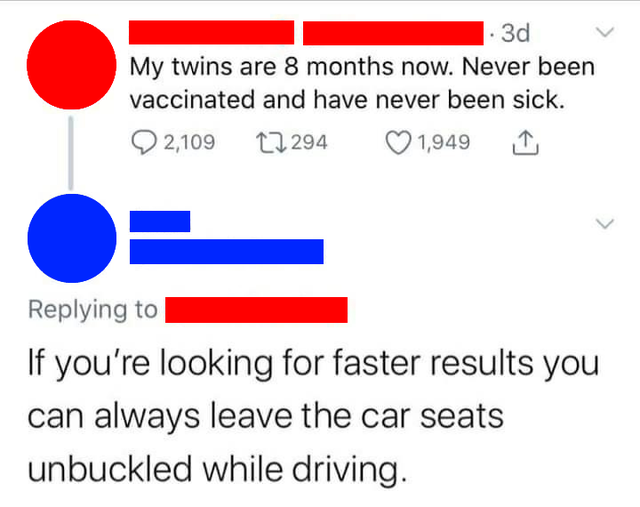 · 3d
My twins are 8 months now. Never been
vaccinated and have never been sick.
2,109 294 1,949
Replying to
If you're looking for faster results you
can always leave the car seats
unbuckled while driving.